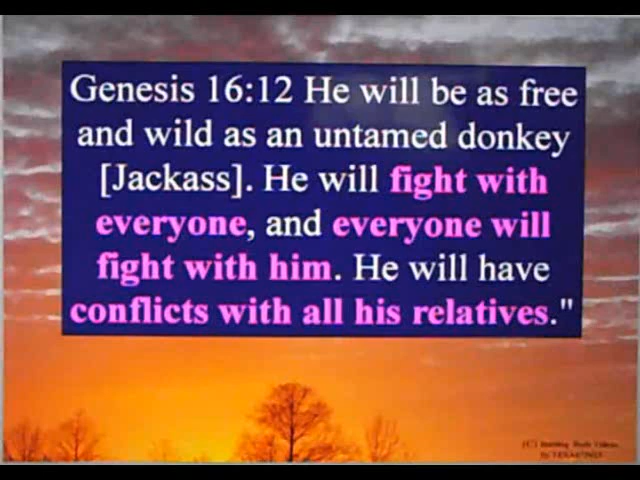 Genesis 16:12 He will be as free
and wild as an untamed donkey
[Jackass]. He will fight with
everyone, and everyone will
fight with him. He will have
conflicts with all his relatives."